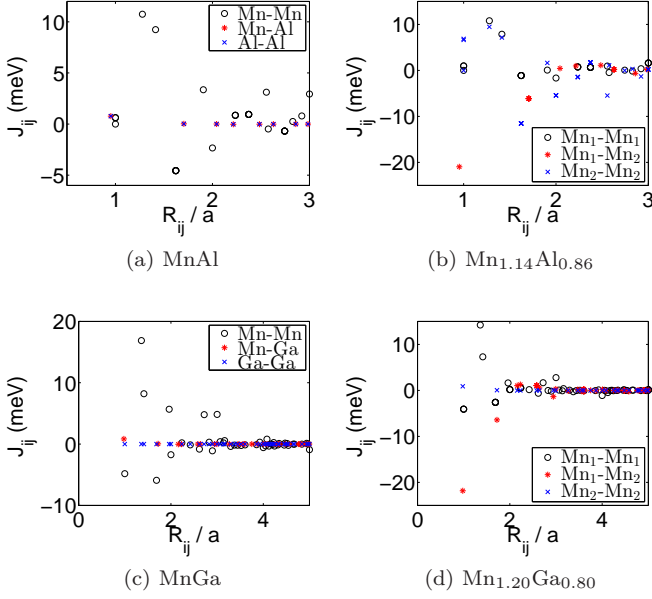 10
5
0
-5
J_ij (meV)
1 2 3
R_ij / a
Mn-Mn
Mn-Al
Al-Al
(a) MnAl
10
0
-10
-20
J_ij (meV)
1 2 3
R_ij / a
Mn₁-Mn₁
Mn₁-Mn₂
Mn₂-Mn₂
(b) Mn₁.₁₄Al₀.₈₆
20
10
0
-10
J_ij (meV)
0 2 4
R_ij / a
Mn-Mn
Mn-Ga
Ga-Ga
(c) MnGa
10
0
-10
-20
J_ij (meV)
0 2 4
R_ij / a
Mn₁-Mn₁
Mn₁-Mn₂
Mn₂-Mn₂
(d) Mn₁.₂₀Ga₀.₈₀